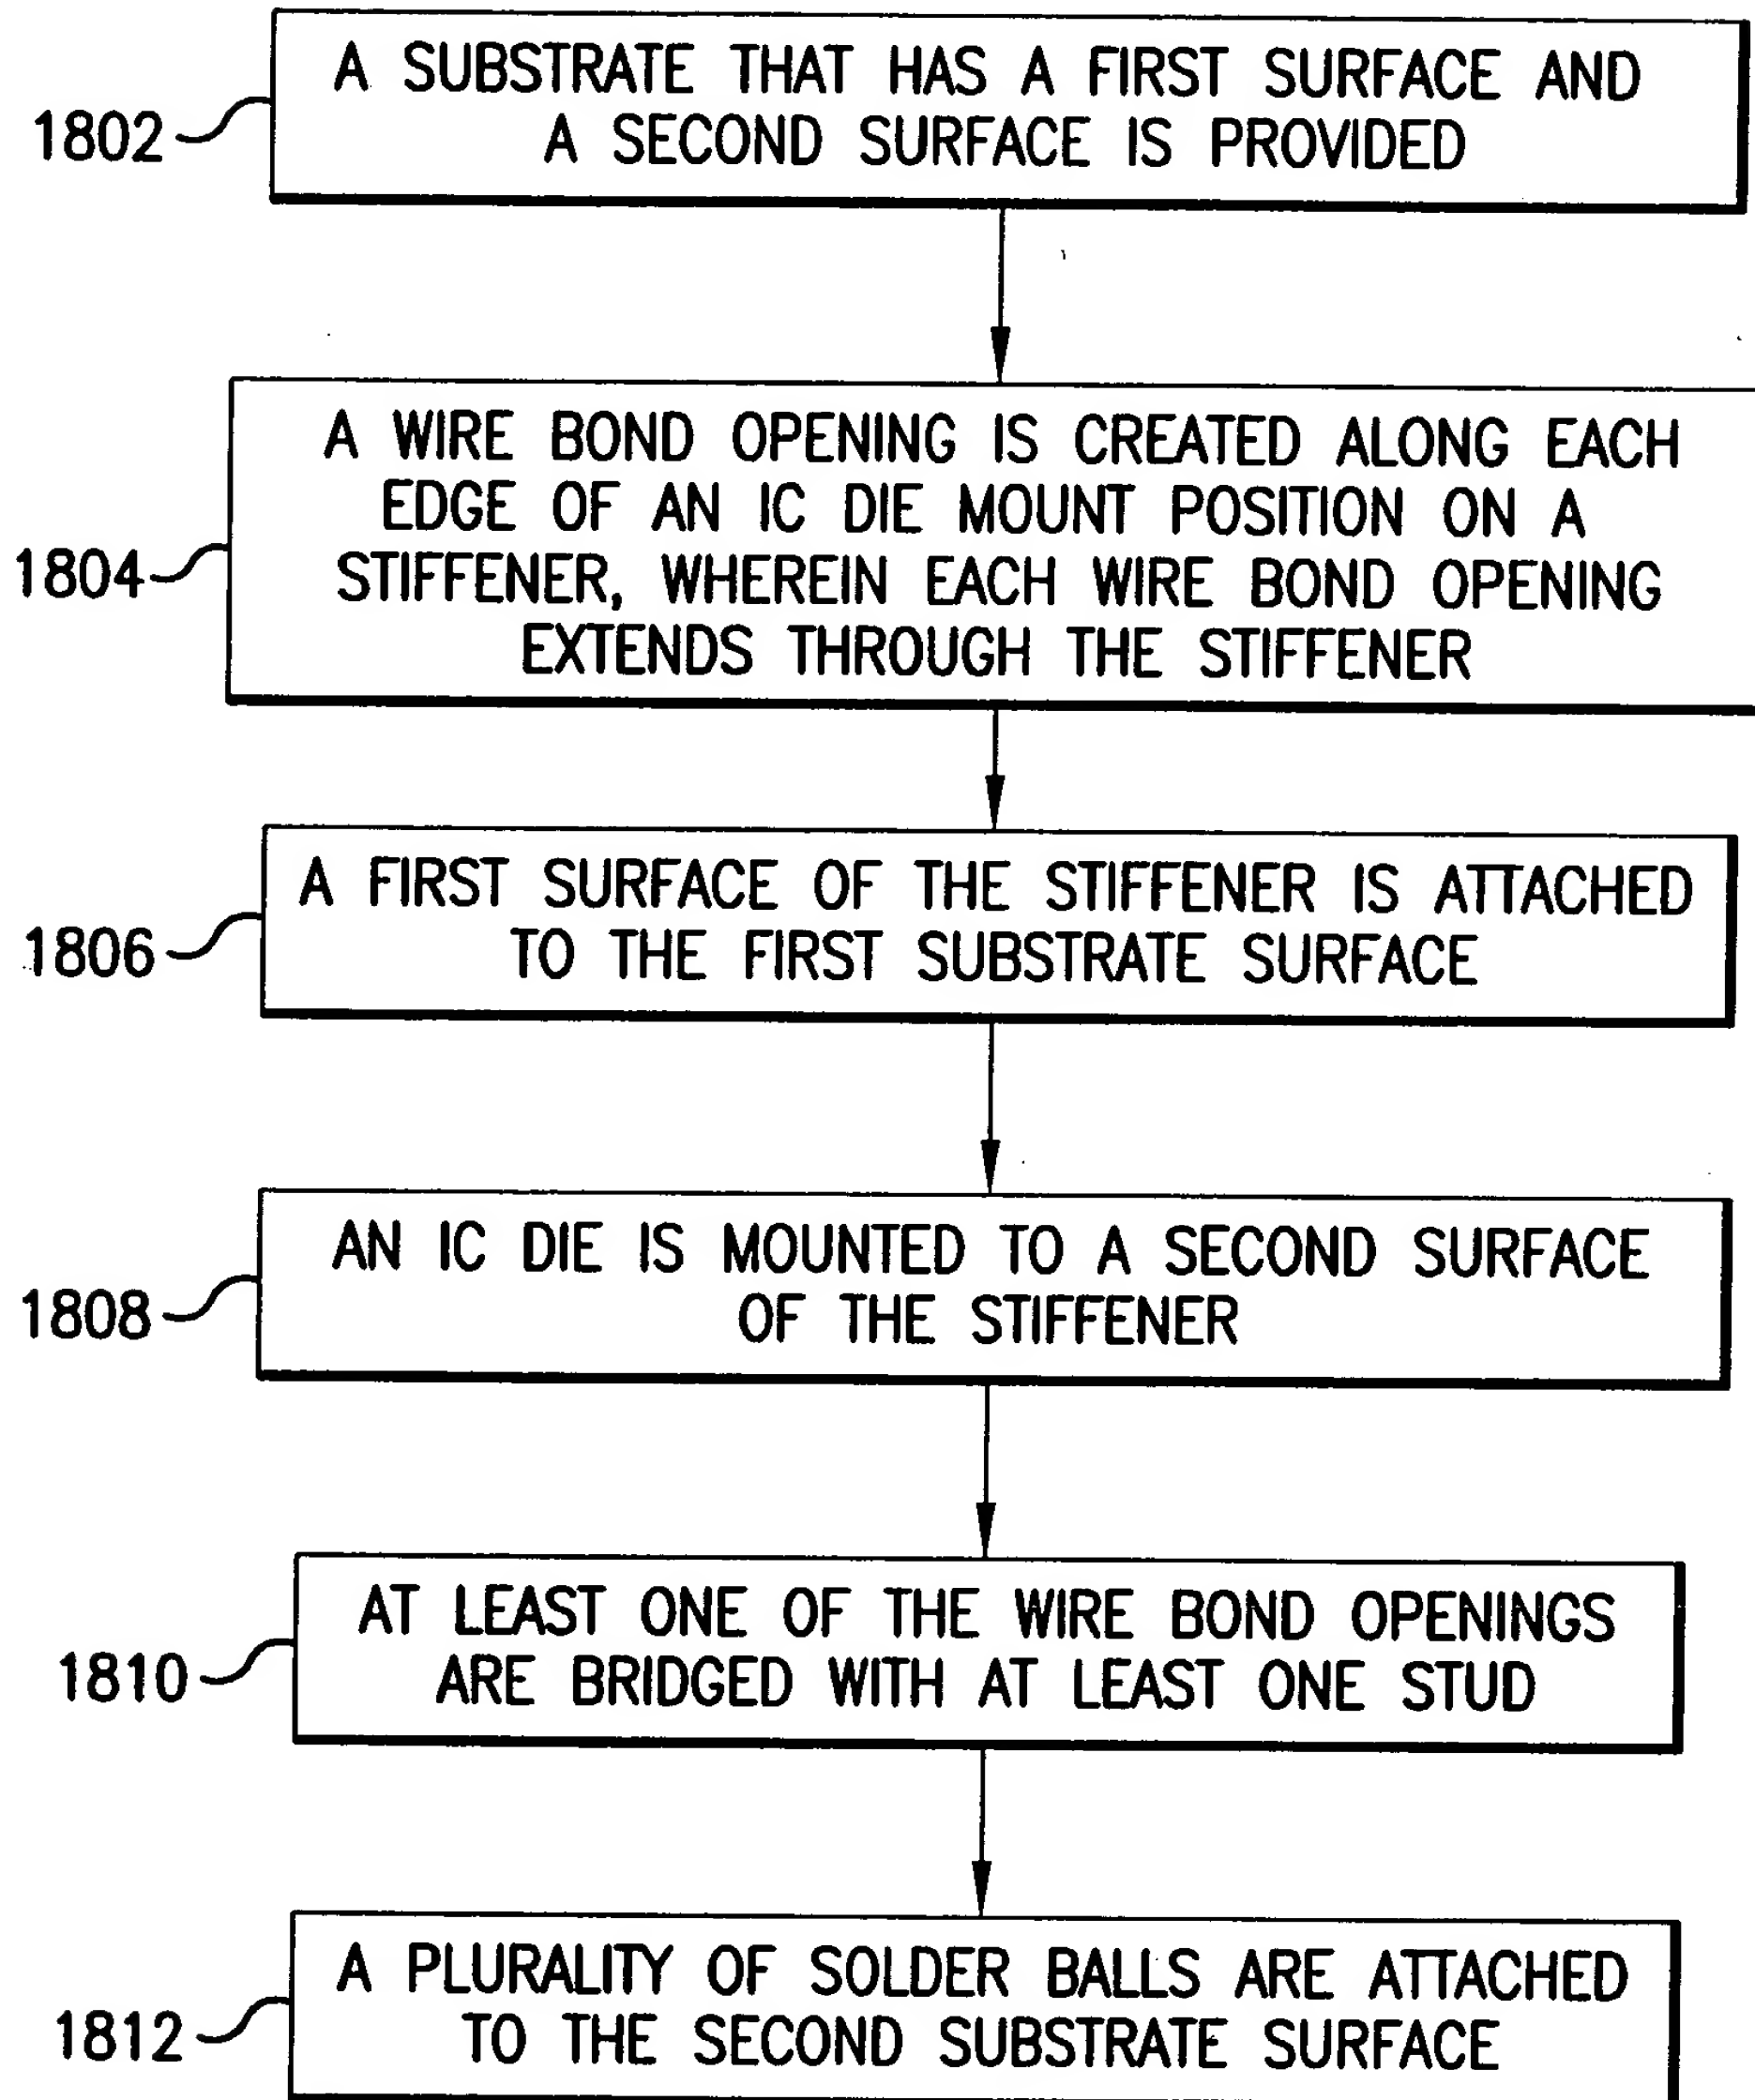 A SUBSTRATE THAT HAS A FIRST SURFACE AND
A SECOND SURFACE IS PROVIDED
1802
A WIRE BOND OPENING IS CREATED ALONG EACH
EDGE OF AN IC DIE MOUNT POSITION ON A
STIFFENER, WHEREIN EACH WIRE BOND OPENING
EXTENDS THROUGH THE STIFFENER
1804
A FIRST SURFACE OF THE STIFFENER IS ATTACHED
TO THE FIRST SUBSTRATE SURFACE
1806
AN IC DIE IS MOUNTED TO A SECOND SURFACE
OF THE STIFFENER
1808
AT LEAST ONE OF THE WIRE BOND OPENINGS
ARE BRIDGED WITH AT LEAST ONE STUD
1810
A PLURALITY OF SOLDER BALLS ARE ATTACHED
TO THE SECOND SUBSTRATE SURFACE
1812